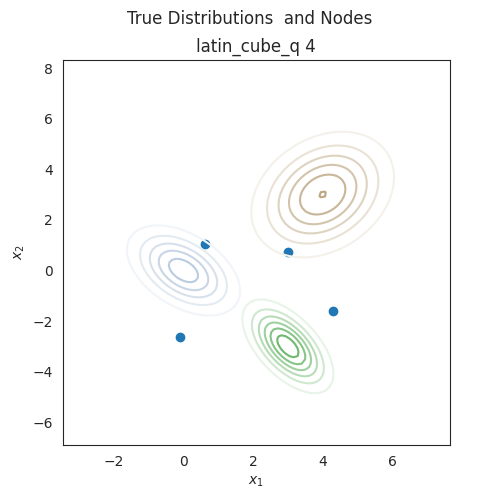 True Distributions and Nodes
latin_cube_q 4
8
6
4
2
0
−2
−4
−6
x₂
−2 0 2 4 6
x₁